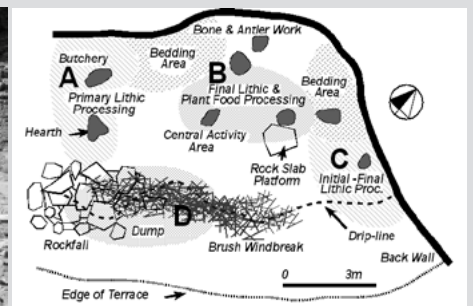 Bone & Antler Work
Butchery
Bedding
Area
A
B
Primary Lithic
Processing
Final Lithic &
Plant Food Processing
Bedding
Area
Hearth
Central Activity
Area
Rock Slab
Platform
C
Initial-Final
Lithic Proc.
D
Rockfall
Dump
Brush Windbreak
Drip-line
Back Wall
0 3m
Edge of Terrace